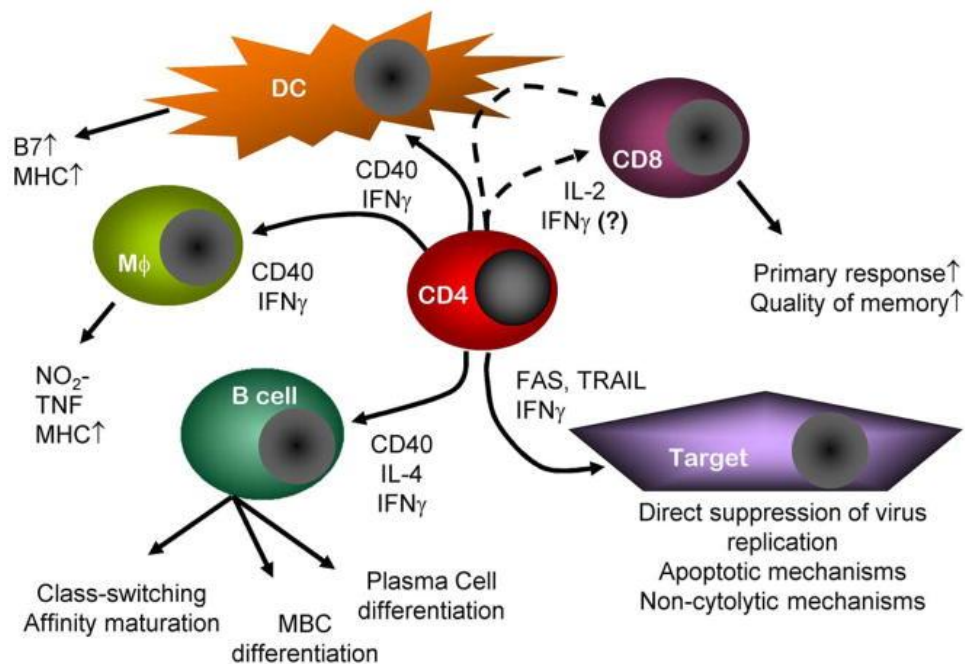 DC
B7↑
MHC↑
CD40
IFNγ
CD8
IL-2
IFNγ (?)
Primary response↑
Quality of memory↑
Mϕ
CD40
IFNγ
CD4
NO₂-
TNF
MHC↑
B cell
CD40
IL-4
IFNγ
FAS, TRAIL
IFNγ
Target
Direct suppression of virus
replication
Apoptotic mechanisms
Non-cytolytic mechanisms
Class-switching
Affinity maturation
MBC
differentiation
Plasma Cell
differentiation